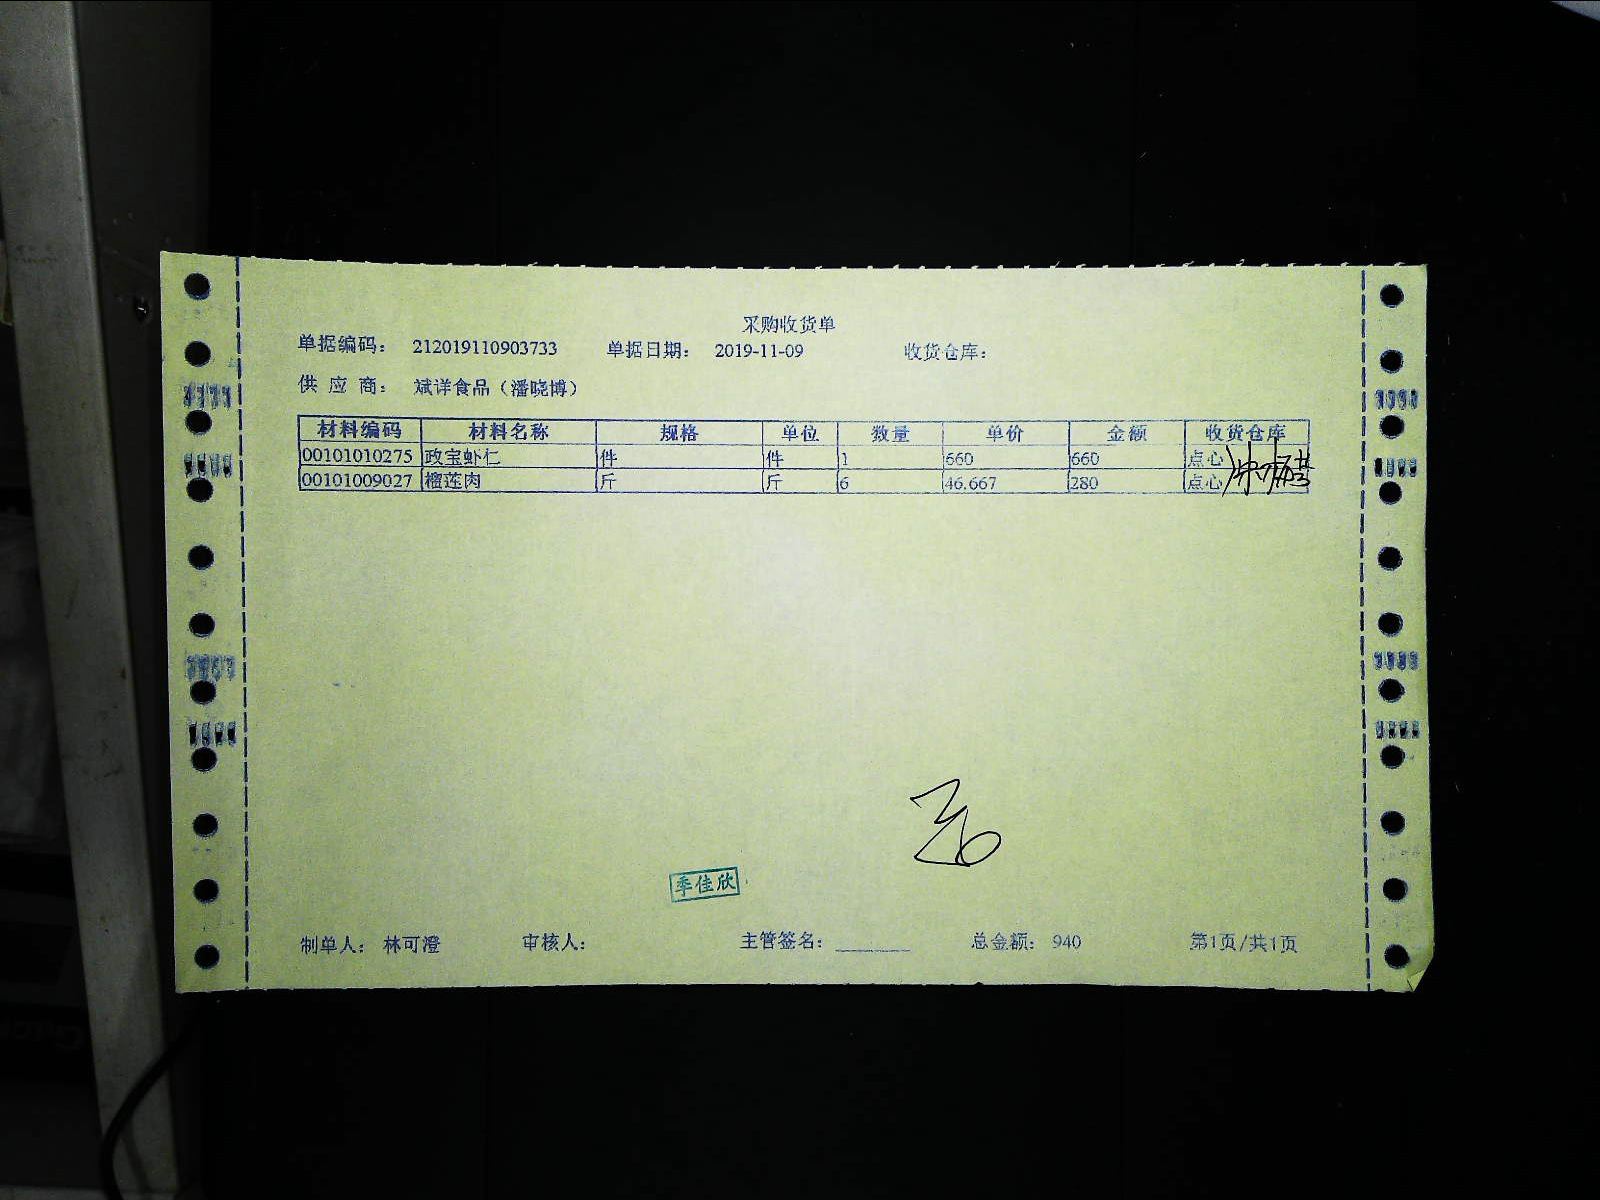 采购收货单
单据编码: 212019110903733 单据日期: 2019-11-09 收货仓库:
供 应 商: 斌详食品（潘晓博）
材料编码 材料名称 规格 单位 数量 单价 金额 收货仓库
00101010275 政宝虾仁 件 件 1 660 660 点心
00101009027 榴莲肉 斤 斤 6 46.667 280 点心
季佳欣
制单人: 林可澄 审核人: 主管签名: ________ 总金额: 940 第1页/共1页